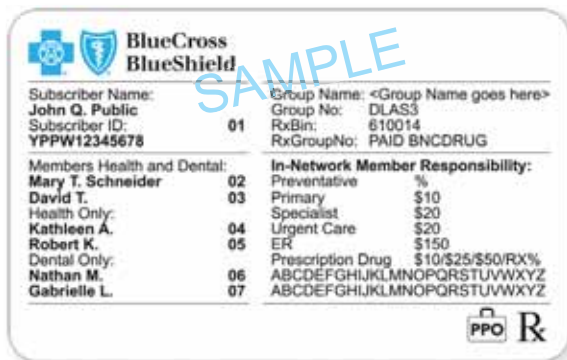 BlueCross
BlueShield
SAMPLE
Subscriber Name:
John Q. Public
Subscriber ID: 01
YPPW12345678
Group Name: <Group Name goes here>
Group No: DLAS3
RxBin: 610014
RxGroupNo: PAID BNCDRUG
Members Health and Dental:
Mary T. Schneider 02
David T. 03
Health Only:
Kathleen A. 04
Robert K. 05
Dental Only:
Nathan M. 06
Gabrielle L. 07
In-Network Member Responsibility:
Preventative %
Primary $10
Specialist $20
Urgent Care $20
ER $150
Prescription Drug $10/$25/$50/RX%
ABCDEFGHIJKLMNOPQRSTUVWXYZ
ABCDEFGHIJKLMNOPQRSTUVWXYZ
PPO Rx